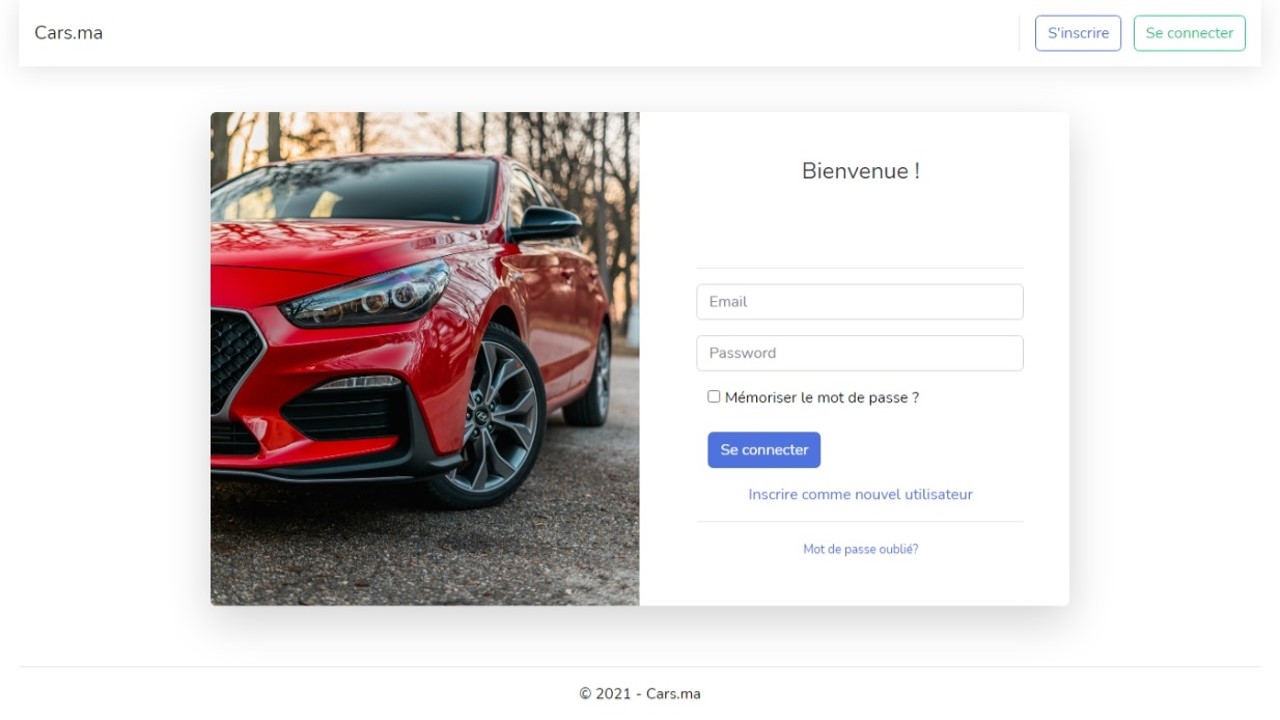 Cars.ma
S'inscrire
Se connecter
Bienvenue !
Email
Password
Mémoriser le mot de passe ?
Se connecter
Inscrire comme nouvel utilisateur
Mot de passe oublié?
© 2021 - Cars.ma